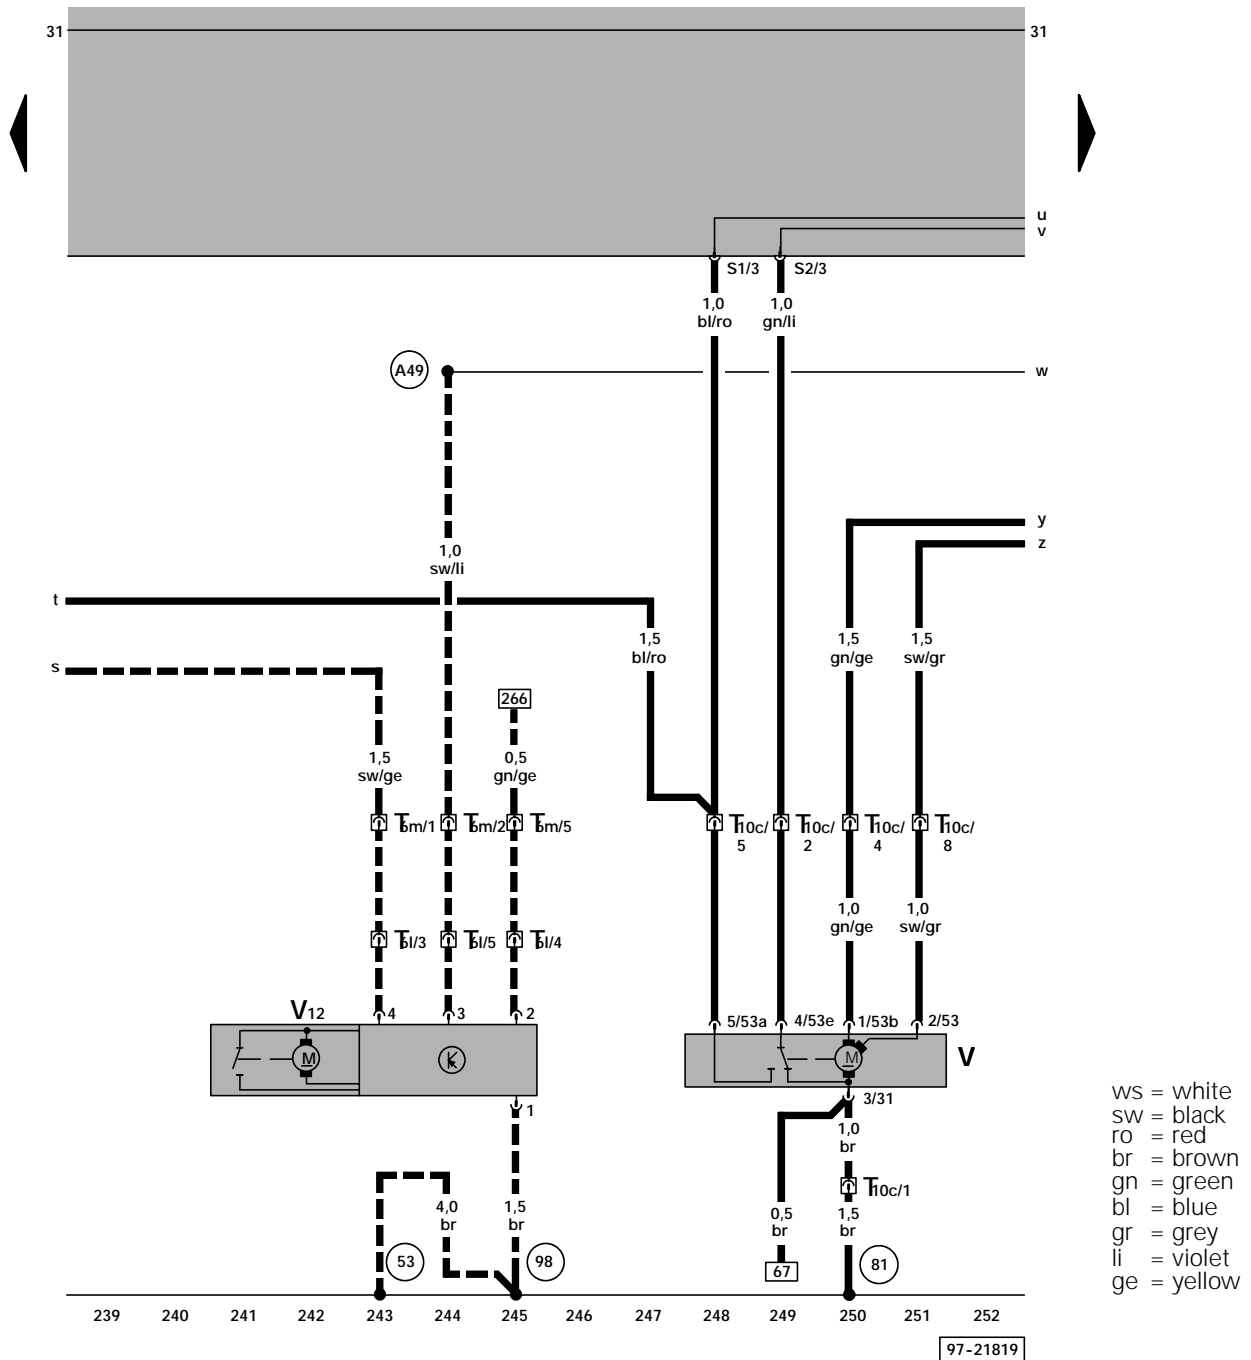 31 31
u
v
S1/3 S2/3
1,0 1,0
bl/ro gn/li
A49 w
y
z
1,0
sw/li
t
1,5 1,5 1,5
bl/ro gn/ge sw/gr
s
266
1,5 0,5
sw/ge gn/ge
T6m/1 T6m/2 T6m/5 T10c/5 T10c/2 T10c/4 T10c/8
1,0 1,0
gn/ge sw/gr
T6l/3 T6l/5 T6l/4
V12 4 3 2 5/53a 4/53e 1/53b 2/53
M M V
1 3/31
1,0
br
T10c/1
4,0 1,5 0,5 1,5
br br br br
53 98 67 81
239 240 241 242 243 244 245 246 247 248 249 250 251 252
97-21819
ws = white
sw = black
ro = red
br = brown
gn = green
bl = blue
gr = grey
li = violet
ge = yellow